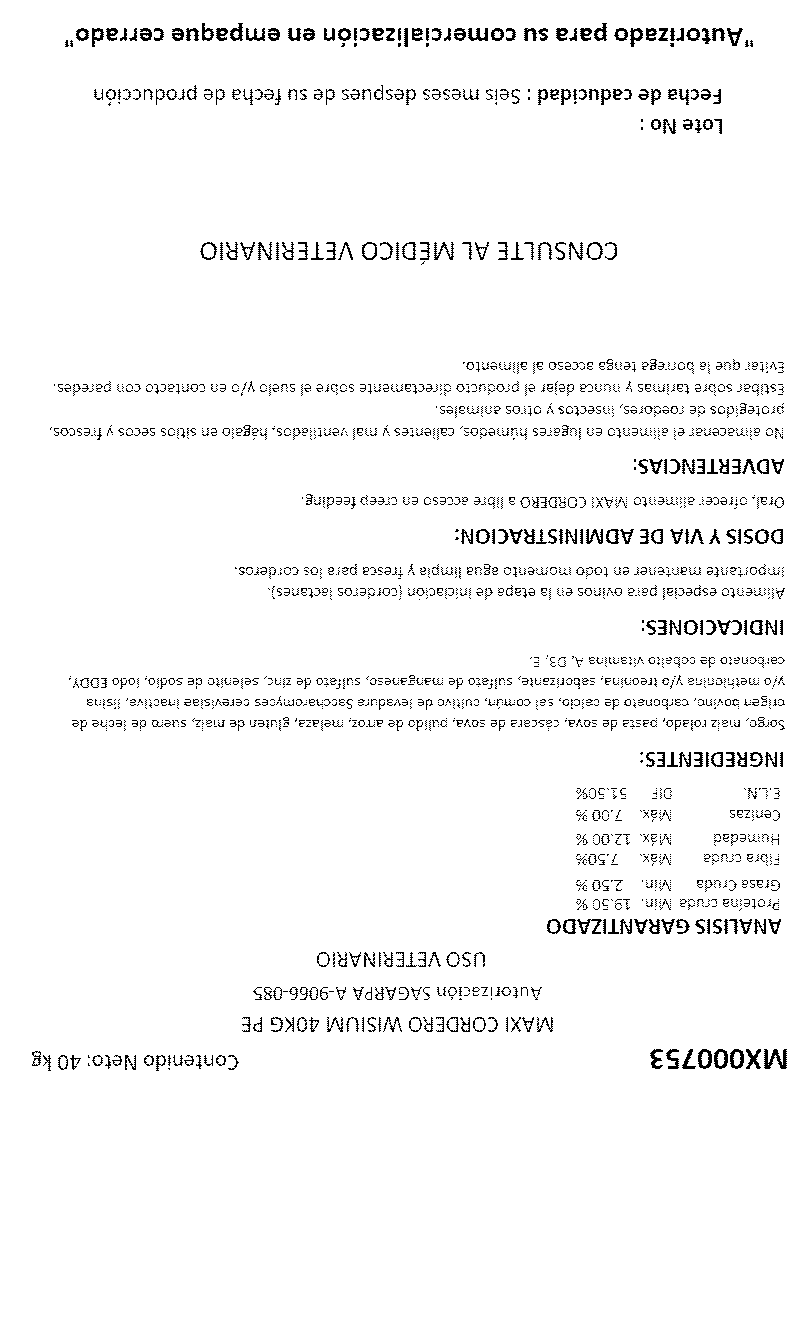 MX000753 Contenido Neto: 40 kg
MAXI CORDERO WISIUM 40KG PE
Autorización SAGARPA A-9066-085
USO VETERINARIO
ANALISIS GARANTIZADO
Proteína cruda Min. 19.50 %
Grasa Cruda Min. 2.50 %
Fibra cruda Máx. 7.50%
Humedad Máx. 12.00 %
Cenizas Máx. 7.00 %
E.L.N. DIF 51.50%
INGREDIENTES:
Sorgo, maíz rolado, pasta de soya, cáscara de soya, pulido de arroz, melaza, gluten de maíz, suero de leche de
origen bovino, carbonato de calcio, sal común, cultivo de levadura Saccharomyces cerevisiae inactiva, lisina
y/o metionina y/o treonina, saborizante, sulfato de manganeso, sulfato de zinc, selenito de sodio, Iodo EDDY,
carbonato de cobalto vitamina A, D3, E.
INDICACIONES:
Alimento especial para ovinos en la etapa de iniciación (corderos lactanes).
Importante mantener en todo momento agua limpia y fresca para los corderos.
DOSIS Y VIA DE ADMINISTRACION:
Oral, ofrecer alimento MAXI CORDERO a libre acceso en creep feeding.
ADVERTENCIAS:
No almacenar el alimento en lugares húmedos, calientes y mal ventilados, hágalo en sitios secos y frescos,
protegidos de roedores, insectos y otros animales.
Estibar sobre tarimas y nunca dejar el producto directamente sobre el suelo y/o en contacto con paredes.
Evitar que la borrega tenga acceso al alimento.
CONSULTE AL MÉDICO VETERINARIO
Lote No :
Fecha de caducidad : Seis meses despues de su fecha de producción
"Autorizado para su comercialización en empaque cerrado"